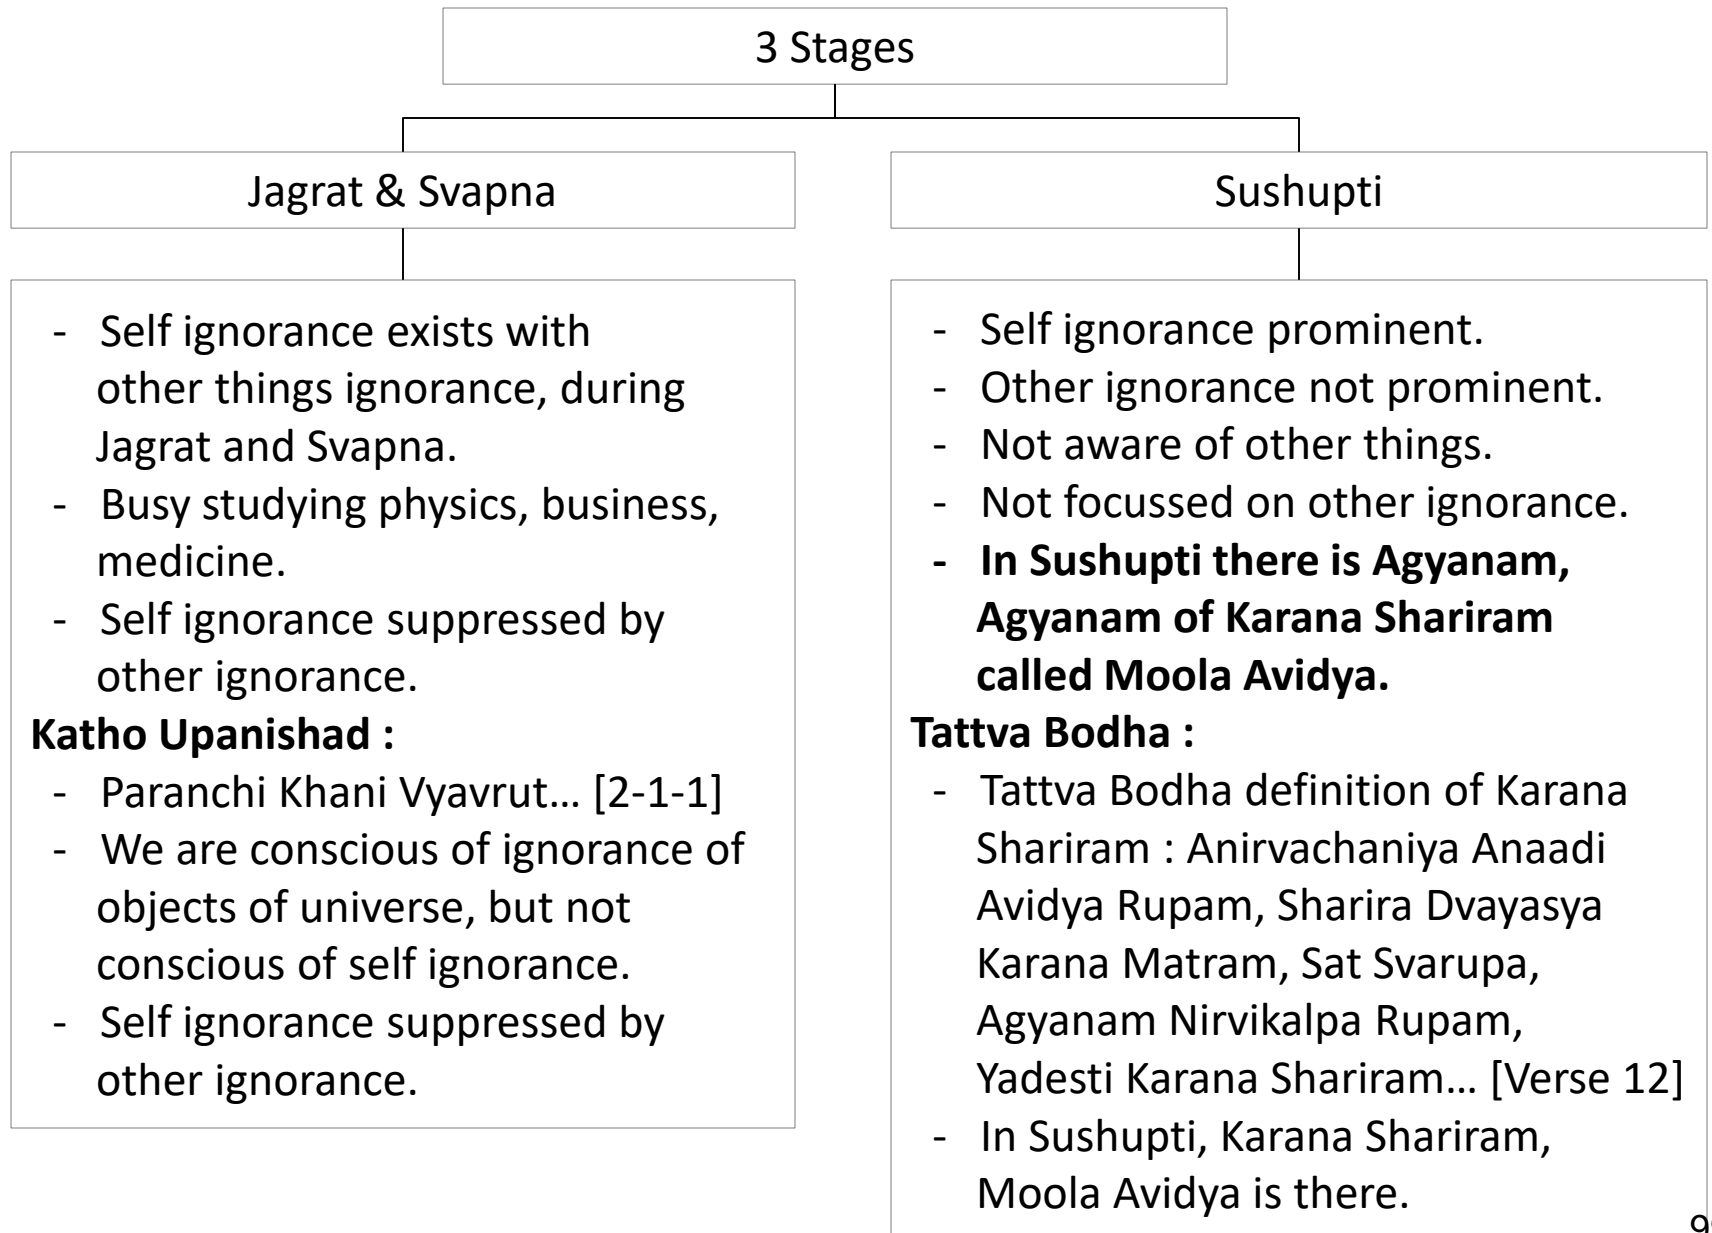 3 Stages
Jagrat & Svapna
- Self ignorance exists with
other things ignorance, during
Jagrat and Svapna.
- Busy studying physics, business,
medicine.
- Self ignorance suppressed by
other ignorance.
Katho Upanishad :
- Paranchi Khani Vyavrut… [2-1-1]
- We are conscious of ignorance of
objects of universe, but not
conscious of self ignorance.
- Self ignorance suppressed by
other ignorance.
Sushupti
- Self ignorance prominent.
- Other ignorance not prominent.
- Not aware of other things.
- Not focussed on other ignorance.
- In Sushupti there is Agyanam,
Agyanam of Karana Shariram
called Moola Avidya.
Tattva Bodha :
- Tattva Bodha definition of Karana
Shariram : Anirvachaniya Anaadi
Avidya Rupam, Sharira Dvayasya
Karana Matram, Sat Svarupa,
Agyanam Nirvikalpa Rupam,
Yadesti Karana Shariram… [Verse 12]
- In Sushupti, Karana Shariram,
Moola Avidya is there.